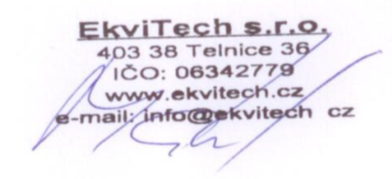 EkviTech s.r.o.
403 38 Telnice 36
IČO: 06342779
www.ekvitech.cz
e-mail: info@ekvitech cz